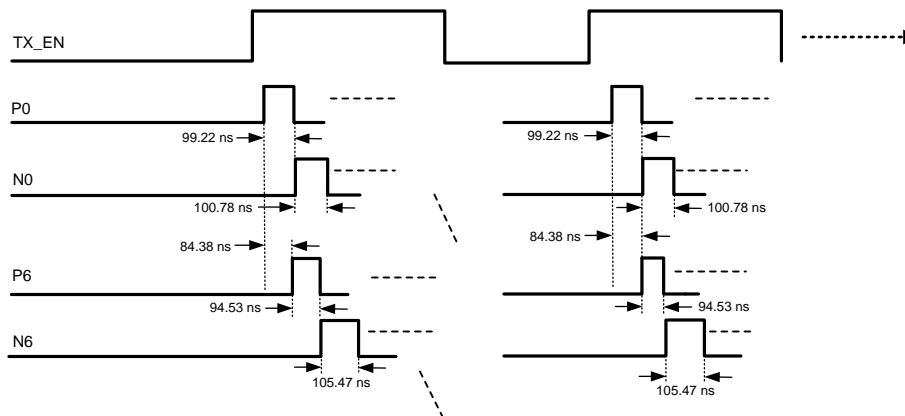 TX_EN
P0
99.22 ns
99.22 ns
N0
100.78 ns
100.78 ns
84.38 ns
84.38 ns
P6
94.53 ns
94.53 ns
N6
105.47 ns
105.47 ns